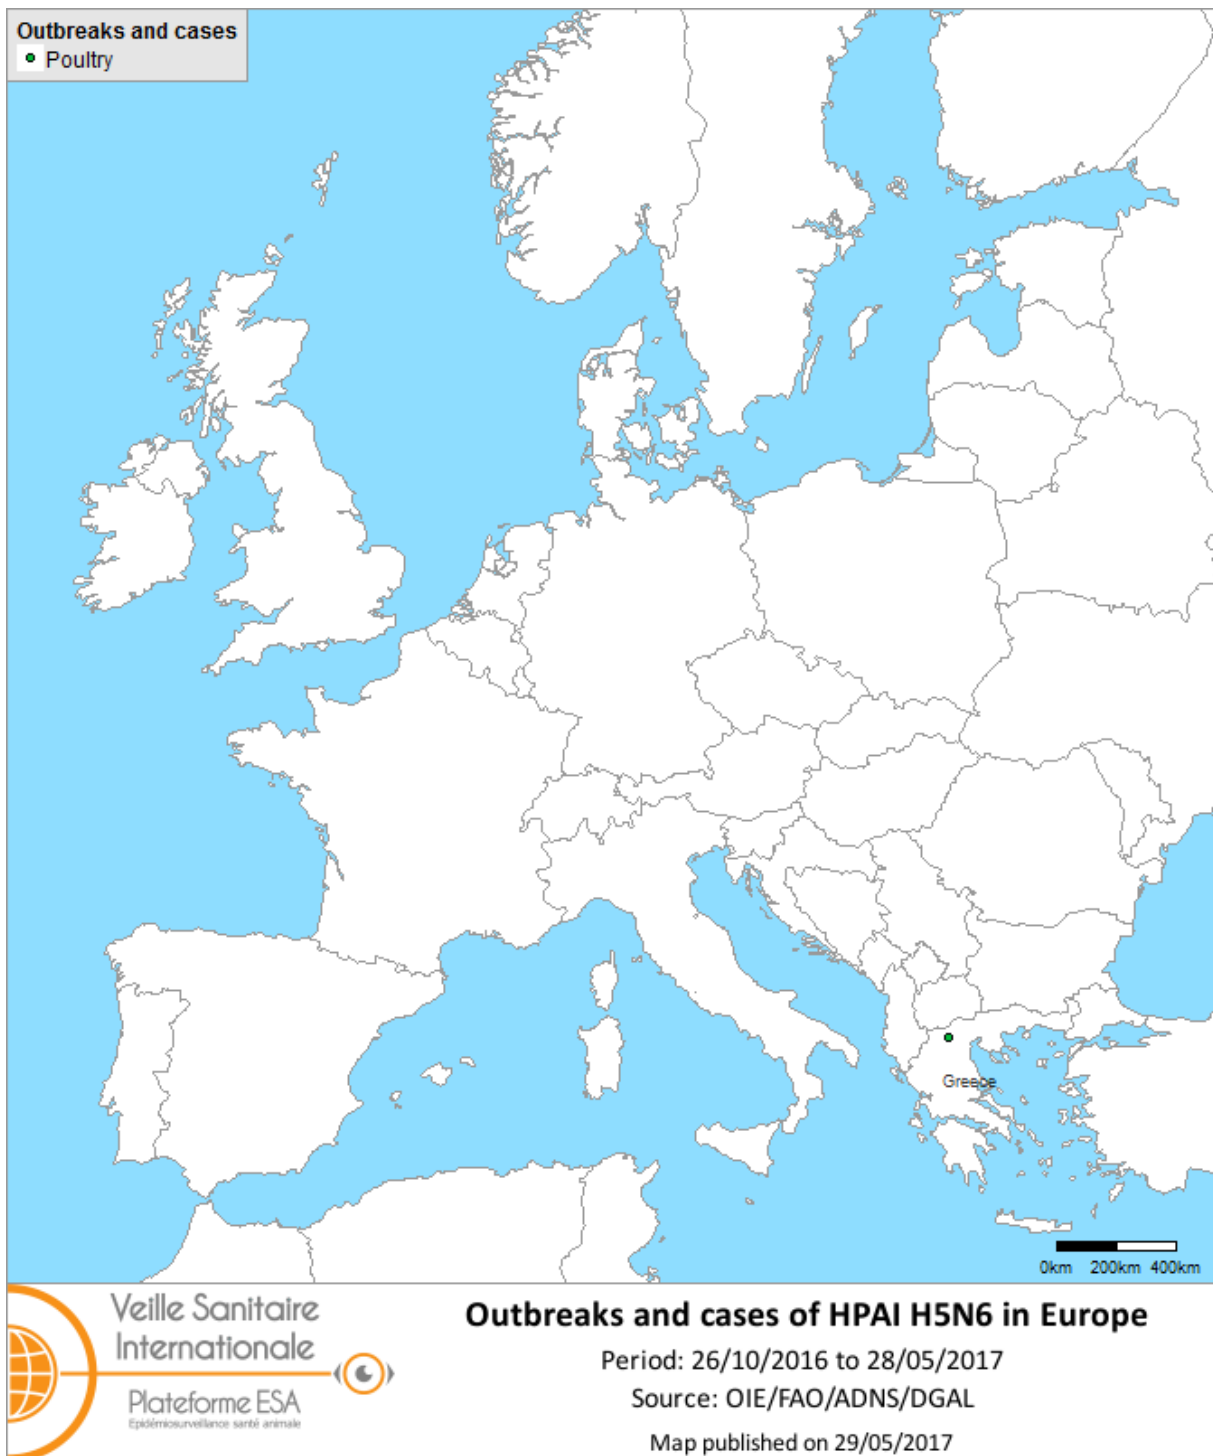 Outbreaks and cases
Poultry
Greece
0km 200km 400km
Veille Sanitaire
Internationale
Plateforme ESA
Epidémiosurveillance santé animale
Outbreaks and cases of HPAI H5N6 in Europe
Period: 26/10/2016 to 28/05/2017
Source: OIE/FAO/ADNS/DGAL
Map published on 29/05/2017